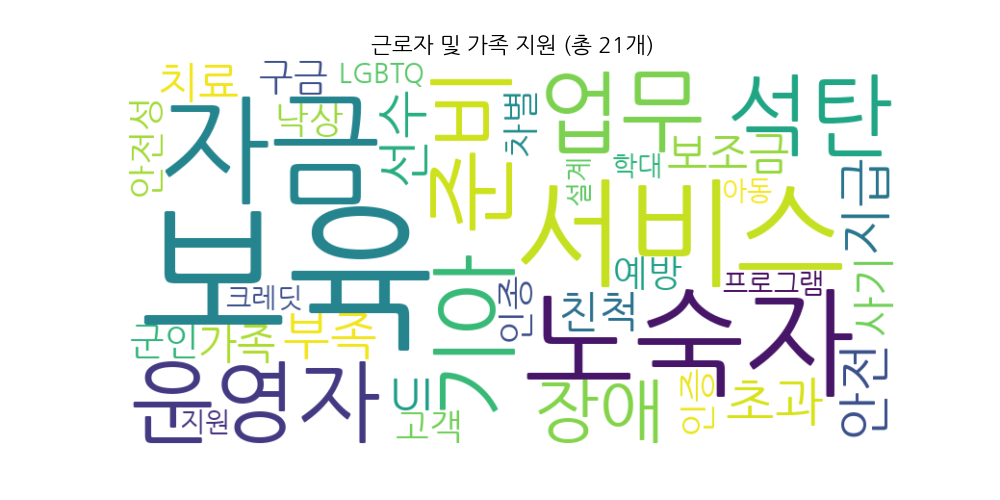 근로자 및 가족 지원 (총 21개)
치료
구금
LGBTQ
안전성
자금
낙상
선수
준비
차별
업무
석탄
보조금
설계
학대
아동
지급
보육
서비스
예방
프로그램
크레딧
기아
인종
친척
노숙자
사기
군인
가족
부족
운영자
지원
UI
고객
장애
인증
초과
안전